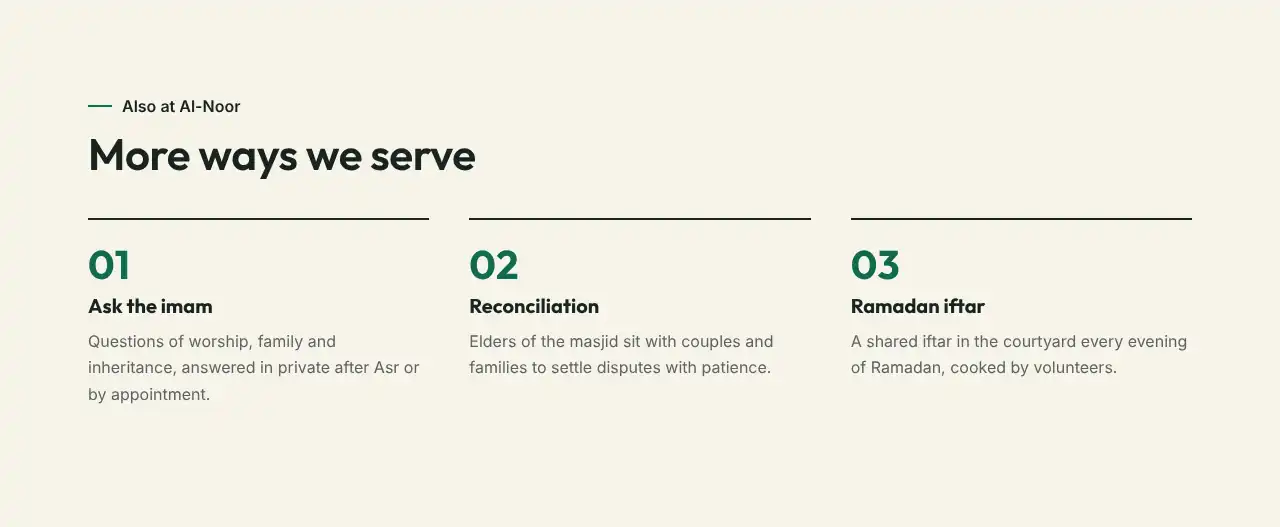 Also at Al-Noor
More ways we serve
01
Ask the imam
Questions of worship, family and
inheritance, answered in private after Asr or
by appointment.
02
Reconciliation
Elders of the masjid sit with couples and
families to settle disputes with patience.
03
Ramadan iftar
A shared iftar in the courtyard every evening
of Ramadan, cooked by volunteers.